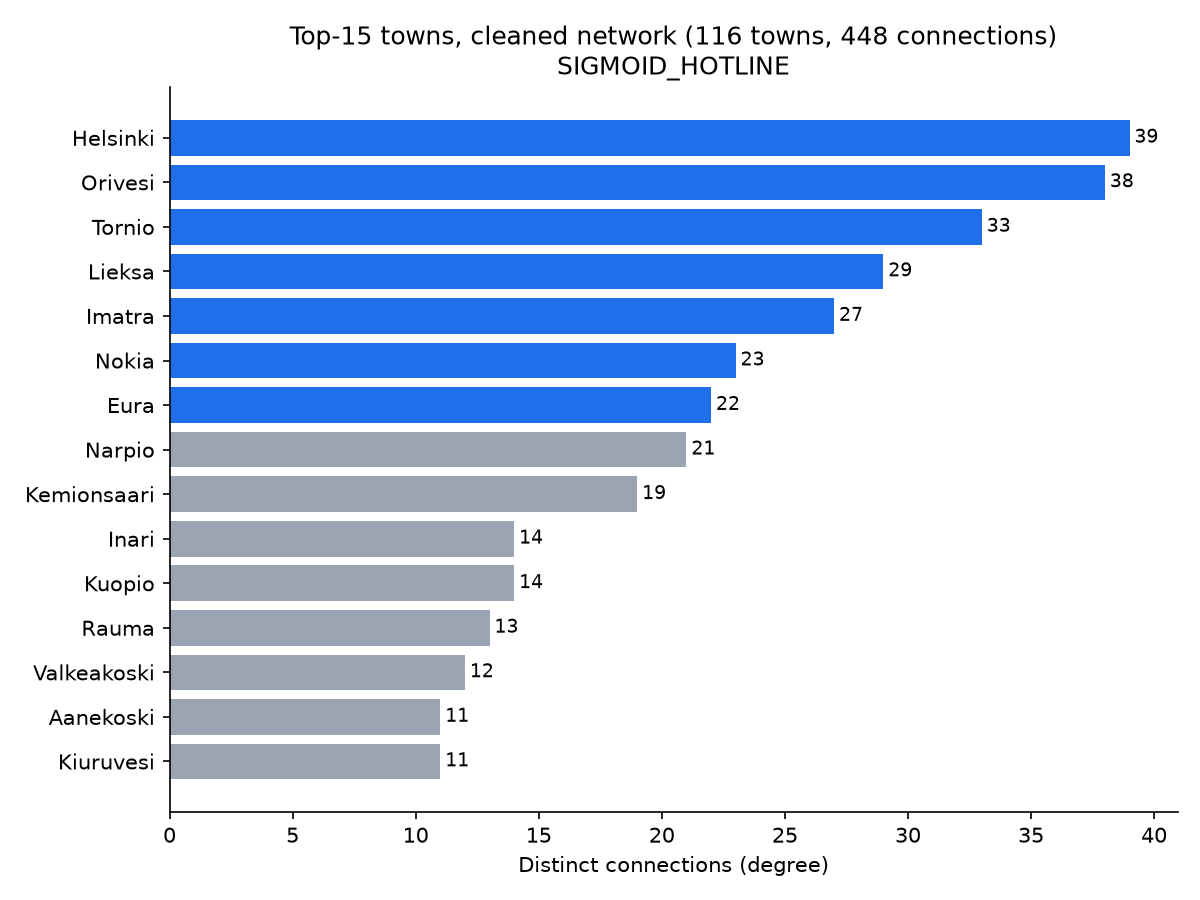 Top-15 towns, cleaned network (116 towns, 448 connections)
SIGMOID_HOTLINE
Helsinki 39
Orivesi 38
Tornio 33
Lieksa 29
Imatra 27
Nokia 23
Eura 22
Narpio 21
Kemionsaari 19
Inari 14
Kuopio 14
Rauma 13
Valkeakoski 12
Aanekoski 11
Kiuruvesi 11
0 5 10 15 20 25 30 35 40
Distinct connections (degree)